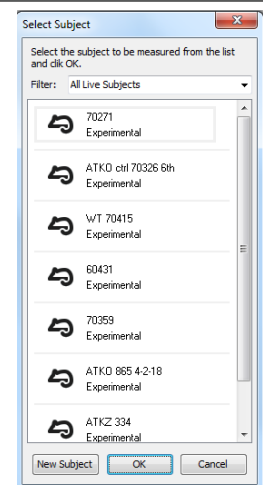 Select Subject
Select the subject to be measured from the list
and clik OK.
Filter: All Live Subjects
70271
Experimental
ATKO ctrl 70326 6th
Experimental
WT 70415
Experimental
60431
Experimental
70359
Experimental
ATKO 865 4-2-18
Experimental
ATKZ 334
Experimental
New Subject OK Cancel